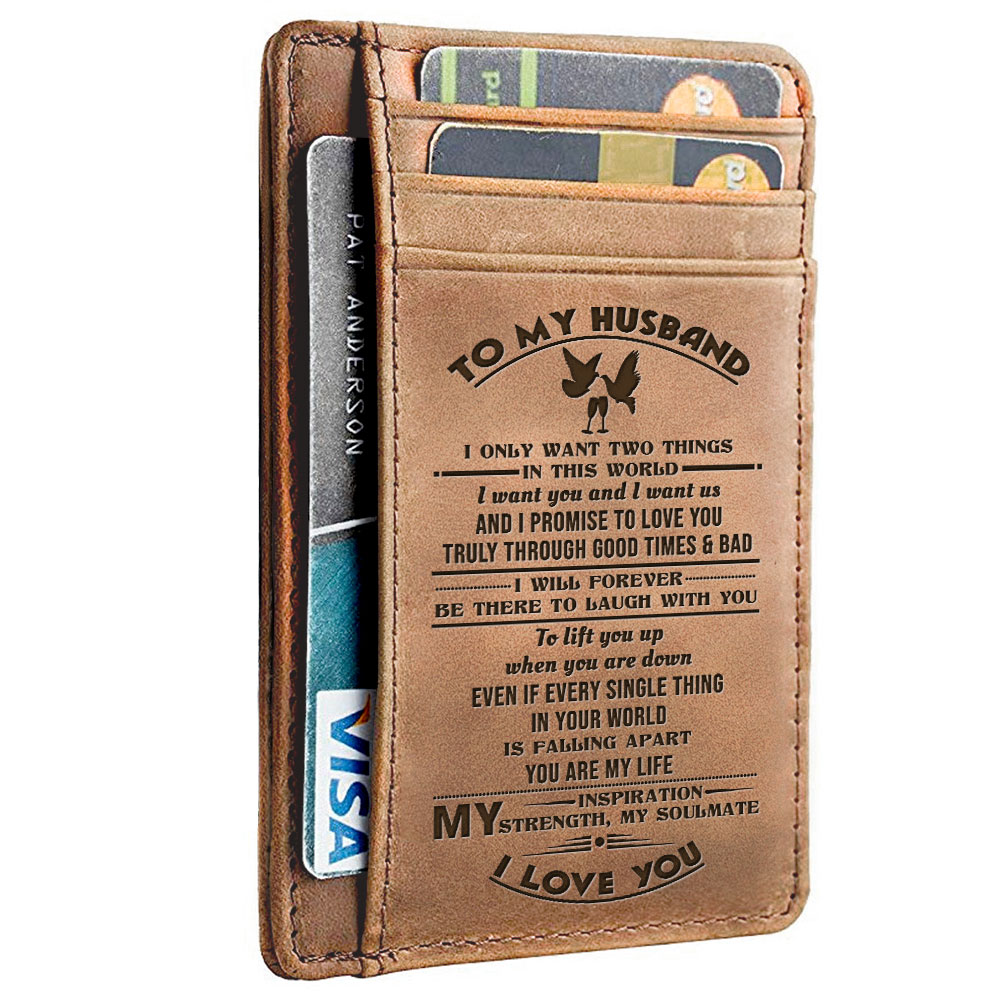 PAT ANDERSON
VISA
TO MY HUSBAND
I ONLY WANT TWO THINGS
IN THIS WORLD
I want you and I want us
AND I PROMISE TO LOVE YOU
TRULY THROUGH GOOD TIMES & BAD
I WILL FOREVER
BE THERE TO LAUGH WITH YOU
To lift you up
when you are down
EVEN IF EVERY SINGLE THING
IN YOUR WORLD
IS FALLING APART
YOU ARE MY LIFE
MY INSPIRATION
STRENGTH, MY SOULMATE
I LOVE YOU